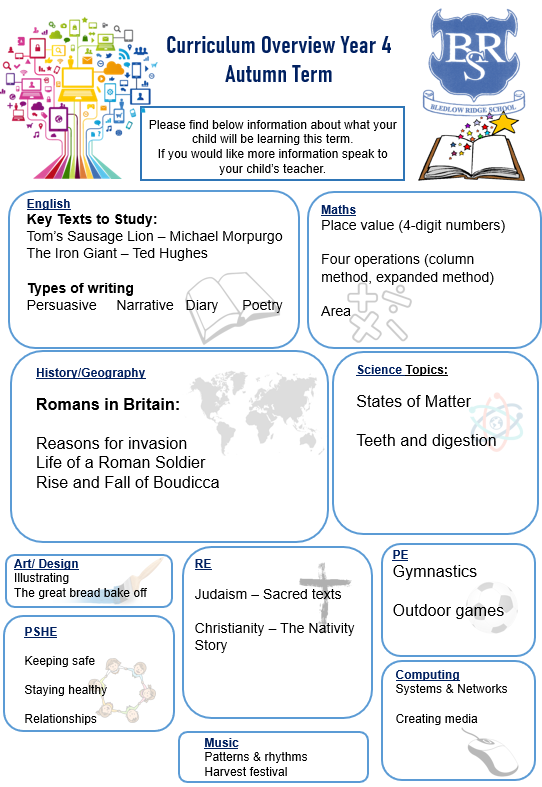 Curriculum Overview Year 4
Autumn Term
B R
S
BLEDLOW RIDGE SCHOOL
Please find below information about what your
child will be learning this term.
If you would like more information speak to
your child's teacher.
English
Key Texts to Study:
Tom's Sausage Lion – Michael Morpurgo
The Iron Giant – Ted Hughes
Types of writing
Persuasive Narrative Diary Poetry
Maths
Place value (4-digit numbers)
Four operations (column
method, expanded method)
Area
History/Geography
Romans in Britain:
Reasons for invasion
Life of a Roman Soldier
Rise and Fall of Boudicca
Science Topics:
States of Matter
Teeth and digestion
Art/ Design
Illustrating
The great bread bake off
RE
Judaism – Sacred texts
Christianity – The Nativity
Story
PE
Gymnastics
Outdoor games
PSHE
Keeping safe
Staying healthy
Relationships
Computing
Systems & Networks
Creating media
Music
Patterns & rhythms
Harvest festival